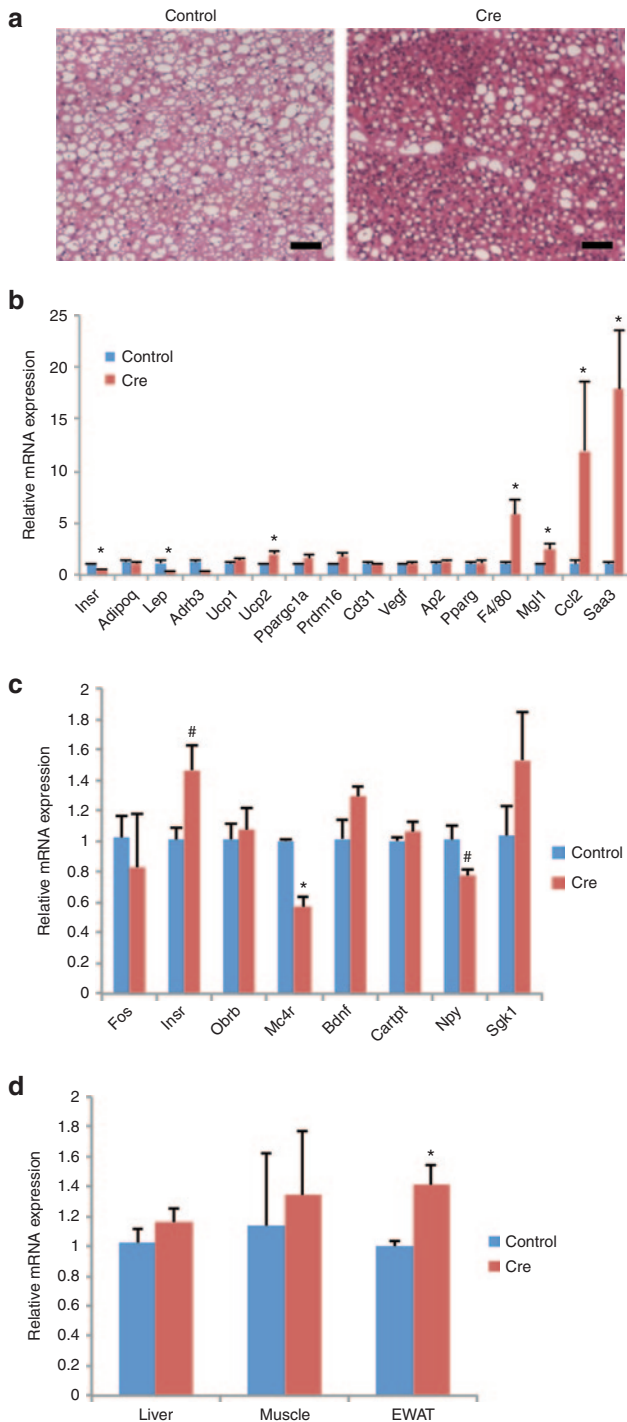 a
Control
Cre
b
Relative mRNA expression
25
20
15
10
5
0
Control
Cre
*
*
*
*
*
*
*
Insr
Adipoq
Lep
Adrb3
Ucp1
Ucp2
Ppargc1a
Prdm16
Cd31
Vegf
Ap2
Pparg
F4/80
Mgl1
Ccl2
Saa3
c
Relative mRNA expression
2
1.8
1.6
1.4
1.2
1
0.8
0.6
0.4
0.2
0
#
*
#
Control
Cre
Fos
Insr
Obrb
Mc4r
Bdnf
Cartpt
Npy
Sgk1
d
Relative mRNA expression
2
1.8
1.6
1.4
1.2
1
0.8
0.6
0.4
0.2
0
*
Control
Cre
Liver
Muscle
EWAT